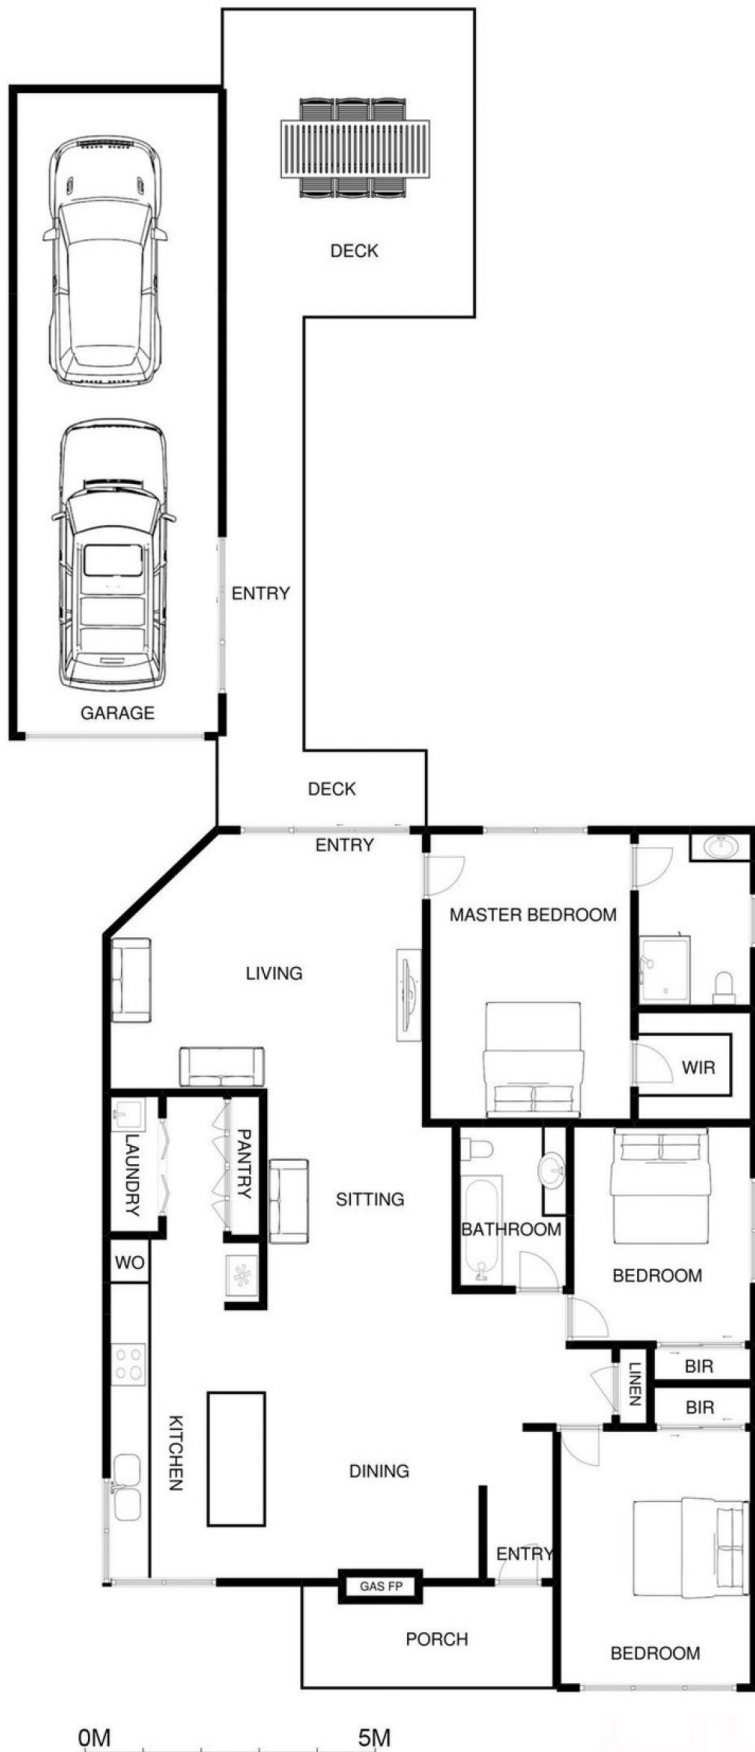 DECK
ENTRY
GARAGE
DECK
ENTRY
MASTER BEDROOM
LIVING
WIR
LAUNDRY
PANTRY
SITTING
BATHROOM
WO
BEDROOM
BIR
LINEN
BIR
KITCHEN
DINING
ENTRY
GAS FP
PORCH
BEDROOM
0M 5M